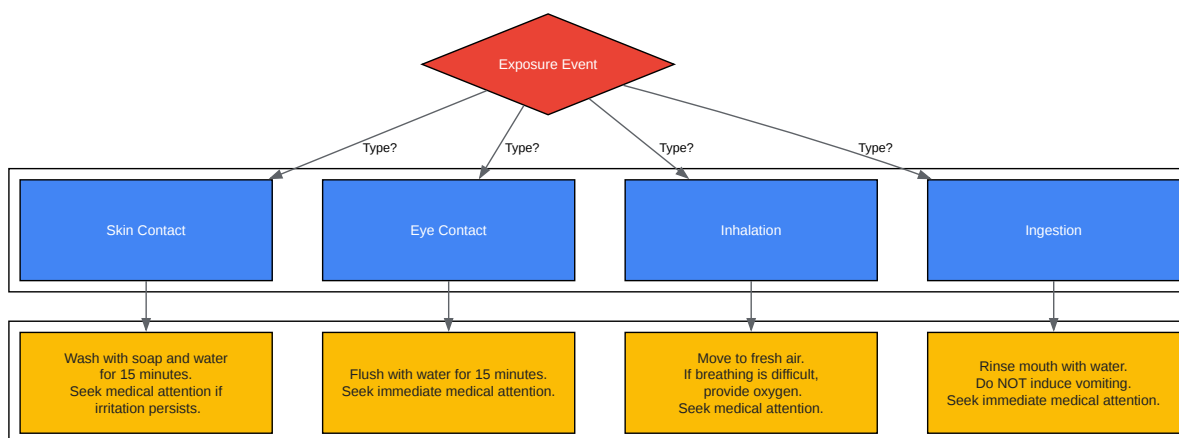 Exposure Event
Type?
Type?
Type?
Type?
Skin Contact
Eye Contact
Inhalation
Ingestion
Wash with soap and water
for 15 minutes.
Seek medical attention if
irritation persists.
Flush with water for 15 minutes.
Seek immediate medical attention.
Move to fresh air.
If breathing is difficult,
provide oxygen.
Seek medical attention.
Rinse mouth with water.
Do NOT induce vomiting.
Seek immediate medical attention.